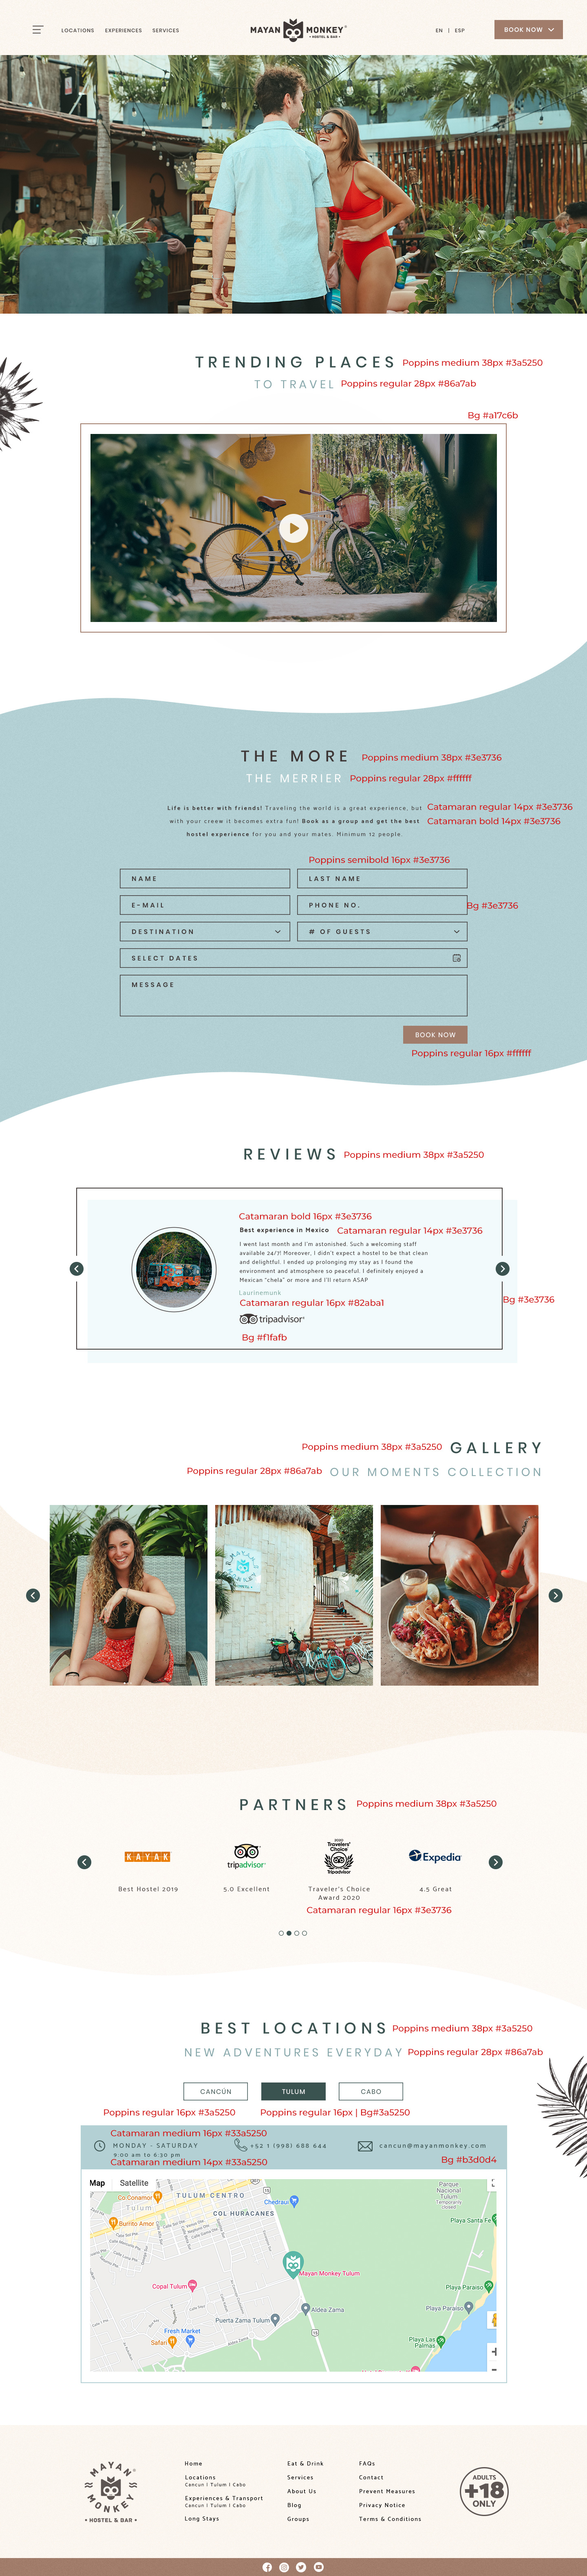 LOCATIONS EXPERIENCES SERVICES
MAYAN MONKEY
• HOSTEL & BAR •
EN | ESP
BOOK NOW
TRENDING PLACES
Poppins medium 38px #3a5250
TO TRAVEL
Poppins regular 28px #86a7ab
Bg #a17c6b
THE MORE
Poppins medium 38px #3e3736
THE MERRIER
Poppins regular 28px #ffffff
Life is better with friends! Traveling the world is a great experience, but
Catamaran regular 14px #3e3736
with your creew it becomes extra fun! Book as a group and get the best
Catamaran bold 14px #3e3736
hostel experience for you and your mates. Minimum 12 people.
Poppins semibold 16px #3e3736
NAME
LAST NAME
E-MAIL
PHONE NO.
Bg #3e3736
DESTINATION
# OF GUESTS
SELECT DATES
MESSAGE
BOOK NOW
Poppins regular 16px #ffffff
REVIEWS
Poppins medium 38px #3a5250
Catamaran bold 16px #3e3736
Best experience in Mexico
Catamaran regular 14px #3e3736
I went last month and I'm astonished. Such a welcoming staff
available 24/7! Moreover, I didn't expect a hostel to be that clean
and delightful. I ended up prolonging my stay as I found the
environment and atmosphere so peaceful. I definitely enjoyed a
Mexican "chela" or more and I'll return ASAP
Laurinemunk
Catamaran regular 16px #82aba1
tripadvisor
Bg #f1fafb
Bg #3e3736
Poppins medium 38px #3a5250
GALLERY
Poppins regular 28px #86a7ab
OUR MOMENTS COLLECTION
PARTNERS
Poppins medium 38px #3a5250
KAYAK
tripadvisor
2020
Travelers'
Choice
Tripadvisor
Expedia
Best Hostel 2019
5.0 Excellent
Traveler's Choice
Award 2020
4.5 Great
Catamaran regular 16px #3e3736
BEST LOCATIONS
Poppins medium 38px #3a5250
NEW ADVENTURES EVERYDAY
Poppins regular 28px #86a7ab
CANCÚN
TULUM
CABO
Poppins regular 16px #3a5250
Poppins regular 16px | Bg#3a5250
Catamaran medium 16px #33a5250
MONDAY - SATURDAY
9:00 am to 6:30 pm
+52 1 (998) 688 644
cancun@mayanmonkey.com
Catamaran medium 14px #33a5250
Bg #b3d0d4
Map
Satellite
Parque
Nacional
Tulum
Temporarily
closed
Co.Conamor
TULUM CENTRO
Chedraui
Tulum
COL HURACANES
Burrito Amor
Playa Santa Fe
Mayan Monkey Tulum
Copal Tulum
Playa Paraiso
Aldea Zama
Playa Paraiso
Puerta Zama Tulum
Fresh Market
Safari
Playa Las
Palmas
MAYAN
MONKEY
• HOSTEL & BAR •
Home
Locations
Cancun | Tulum | Cabo
Experiences & Transport
Cancun | Tulum | Cabo
Long Stays
Eat & Drink
Services
About Us
Blog
Groups
FAQs
Contact
Prevent Measures
Privacy Notice
Terms & Conditions
ADULTS
+18
ONLY